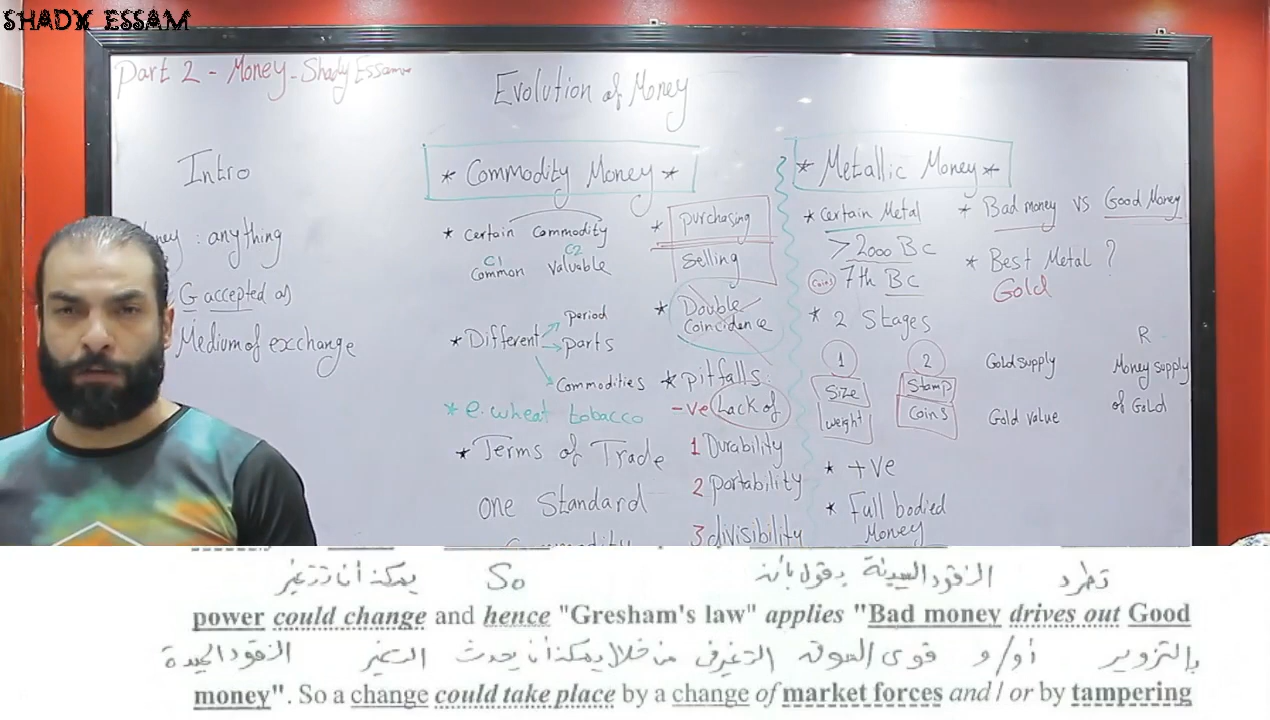 SHADY ESSAM
Part 2 - Money - Shady Essam
Evolution of Money
Intro
Money : anything
G accepted as
Medium of exchange
* Commodity Money *
* Certain Commodity
C1 C2
Common Valuable
* Different
period
parts
Commodities
* e. wheat tobacco
* Terms of Trade
one Standard
Commodity
* purchasing
selling
* Double
Coincidence
* pitfalls
-ve Lack of
1 Durability
2 portability
3 divisibility
* Metallic Money *
* Certain Metal
> 2000 BC
Coins 7th BC
* 2 Stages
1 2
Size Stamp
weight Coins
* +ve
* Full bodied
Money
* Bad money VS Good Money
* Best Metal ?
Gold
Gold supply
Gold value
R
Money supply
of Gold
يمكن أن تتغير So تطرد النقود السيئة يقول بأن
power could change and hence "Gresham's law" applies "Bad money drives out Good
النقود الجيدة التغير يمكن أن يحدث من خلال التغير في قوى السوق و/أو بالتزوير
money". So a change could take place by a change of market forces and / or by tampering